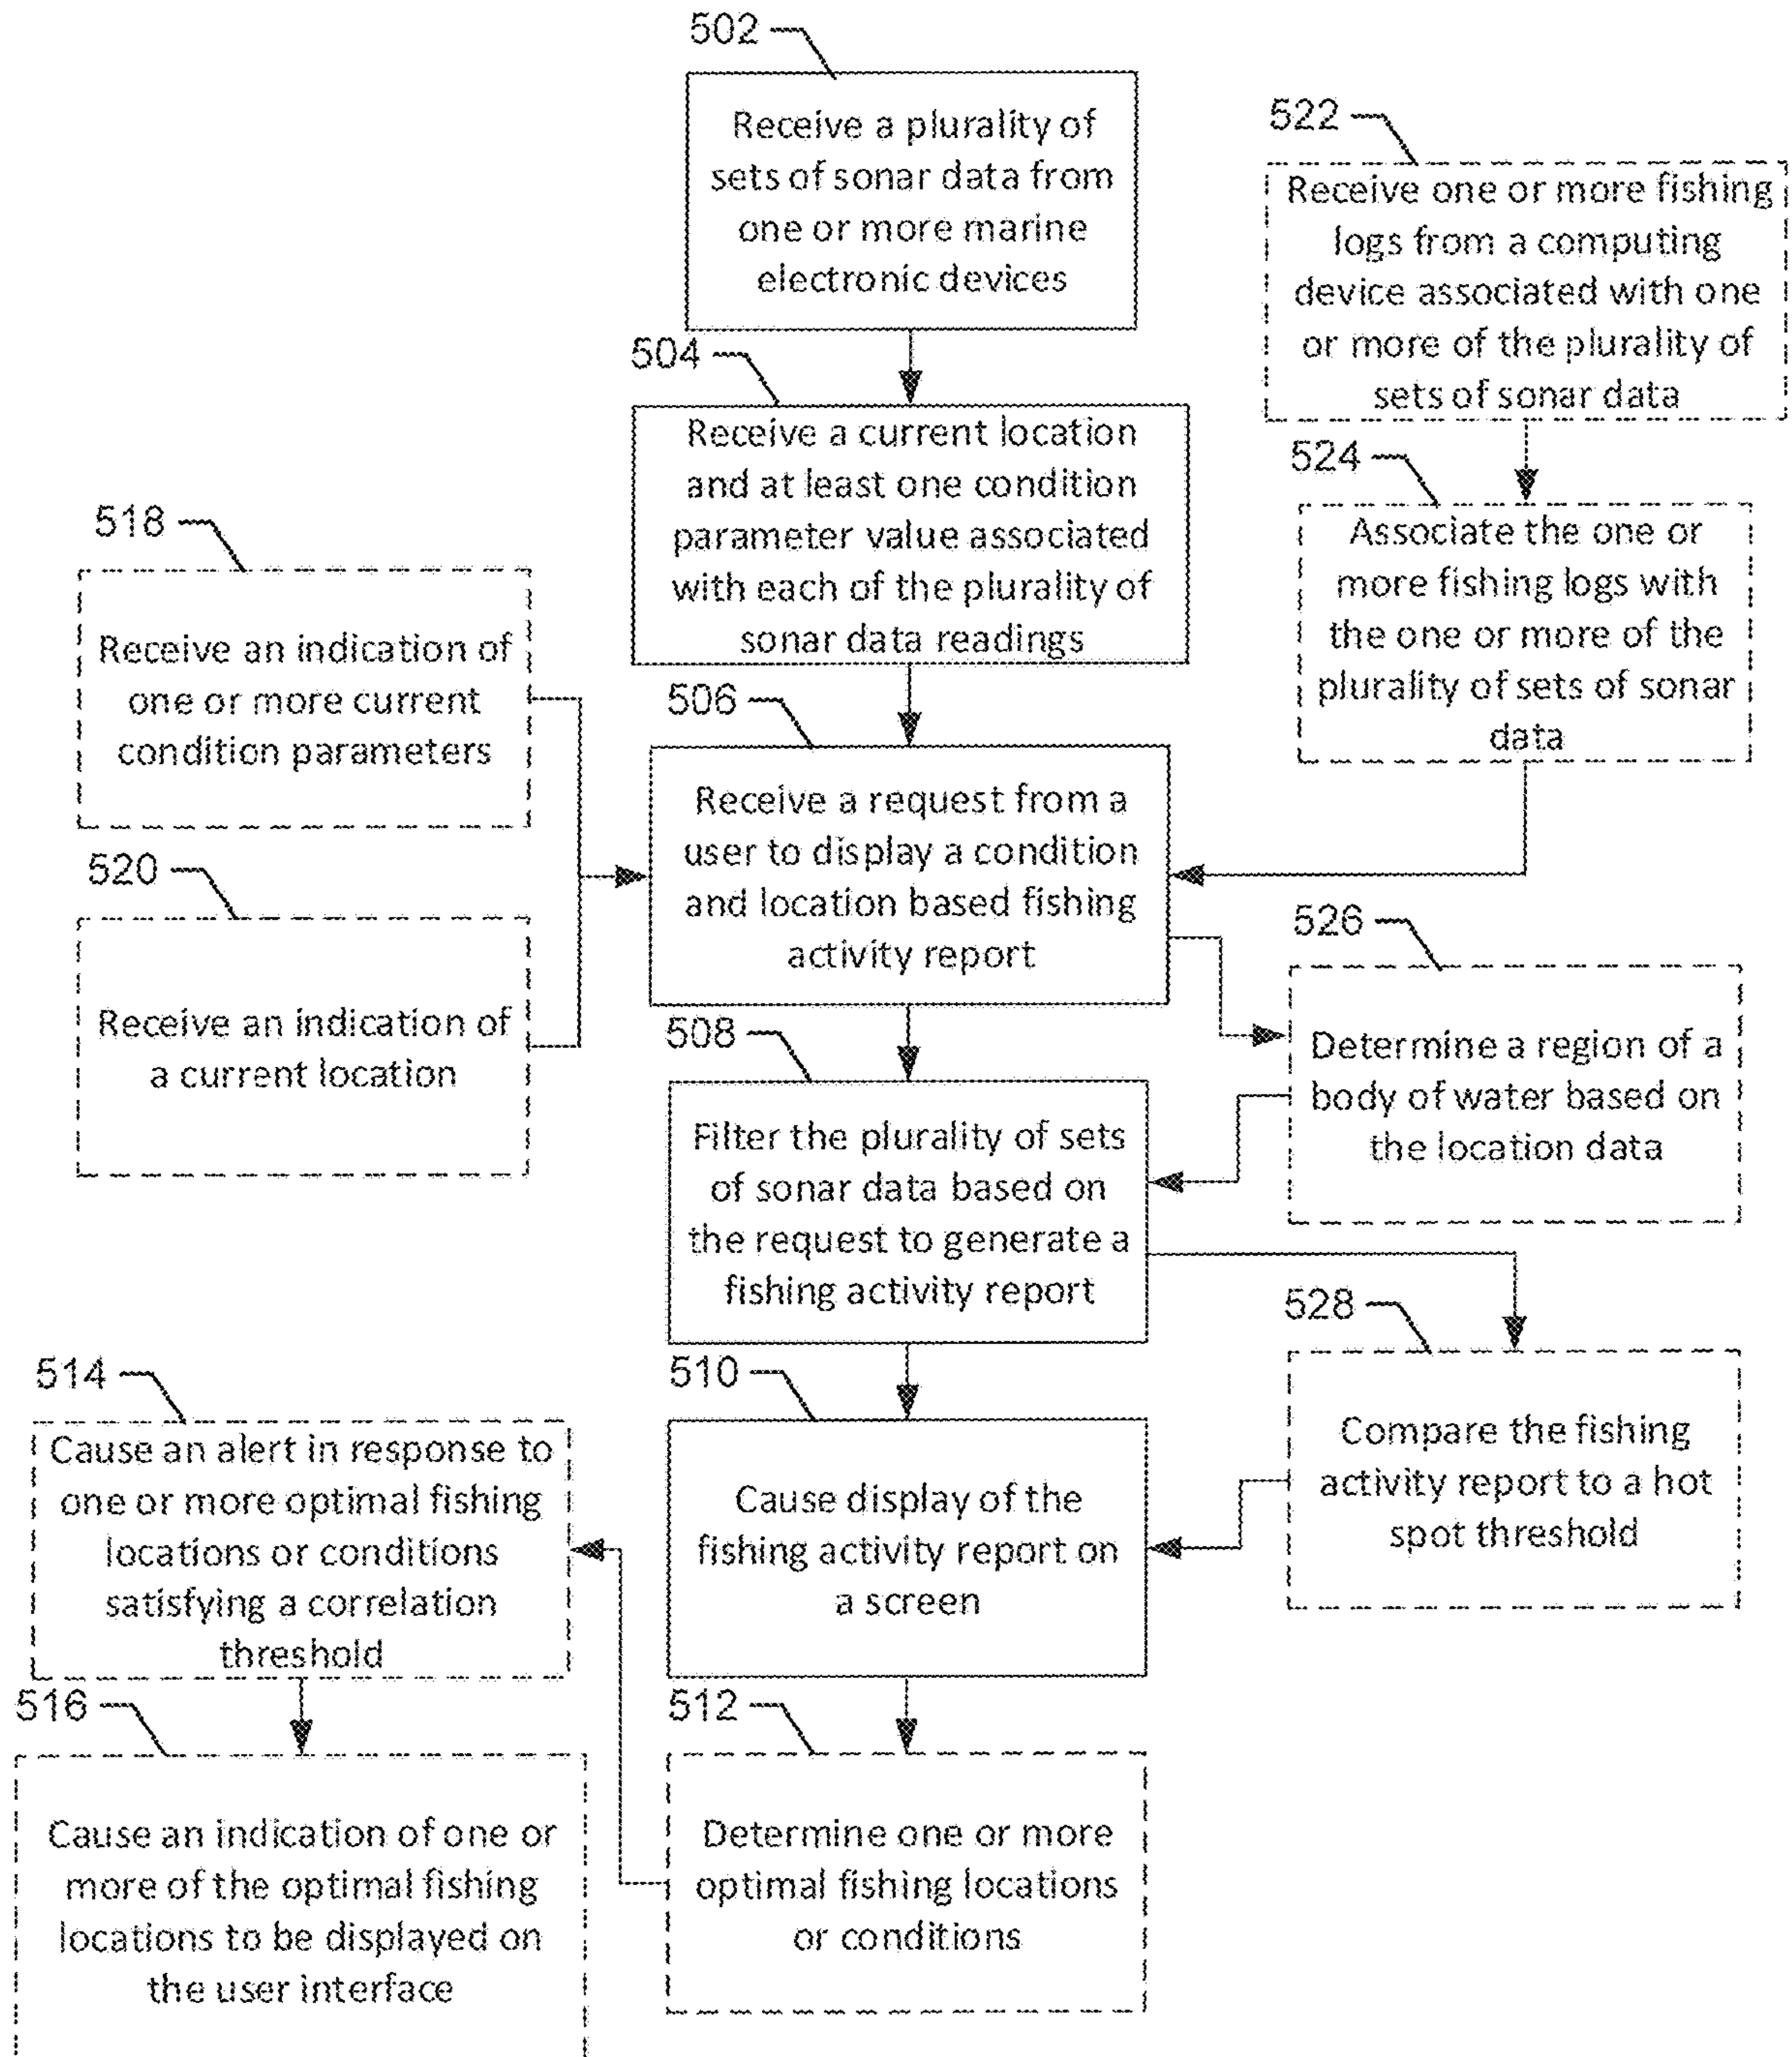 502
Receive a plurality of
sets of sonar data from
one or more marine
electronic devices
522
Receive one or more fishing
logs from a computing
device associated with one
or more of the plurality of
sets of sonar data
504
Receive a current location
and at least one condition
parameter value associated
with each of the plurality of
sonar data readings
524
Associate the one or
more fishing logs with
the one or more of the
plurality of sets of sonar
data
518
Receive an indication of
one or more current
condition parameters
506
Receive a request from a
user to display a condition
and location based fishing
activity report
520
Receive an indication of
a current location
526
Determine a region of a
body of water based on
the location data
508
Filter the plurality of sets
of sonar data based on
the request to generate a
fishing activity report
528
Compare the fishing
activity report to a hot
spot threshold
510
Cause display of the
fishing activity report on
a screen
514
Cause an alert in response to
one or more optimal fishing
locations or conditions
satisfying a correlation
threshold
512
Determine one or more
optimal fishing locations
or conditions
516
Cause an indication of one or
more of the optimal fishing
locations to be displayed on
the user interface